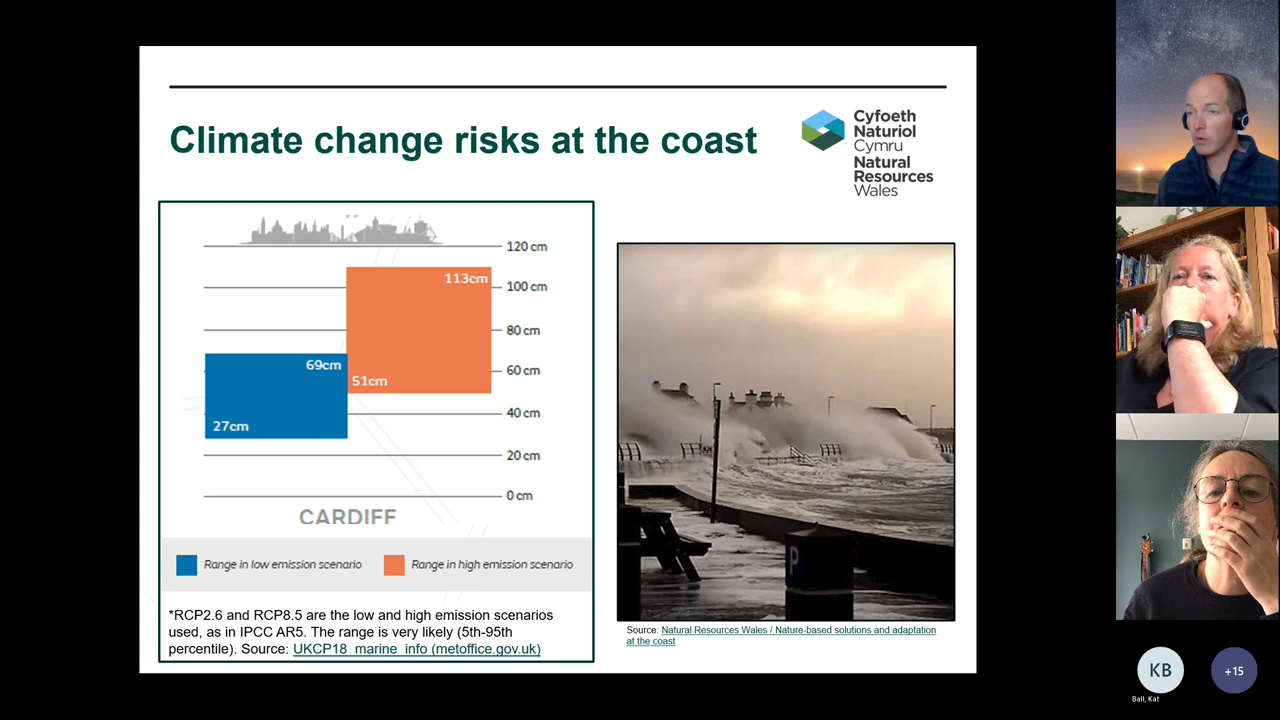 Climate change risks at the coast
Cyfoeth
Naturiol
Cymru
Natural
Resources
Wales
120 cm
113cm
100 cm
80 cm
69cm
60 cm
51cm
40 cm
27cm
20 cm
0 cm
CARDIFF
Range in low emission scenario
Range in high emission scenario
*RCP2.6 and RCP8.5 are the low and high emission scenarios
used, as in IPCC AR5. The range is very likely (5th-95th
percentile). Source: UKCP18_marine_info (metoffice.gov.uk)
P
Source: Natural Resources Wales / Nature-based solutions and adaptation
at the coast
KB
Ball, Kat
+15